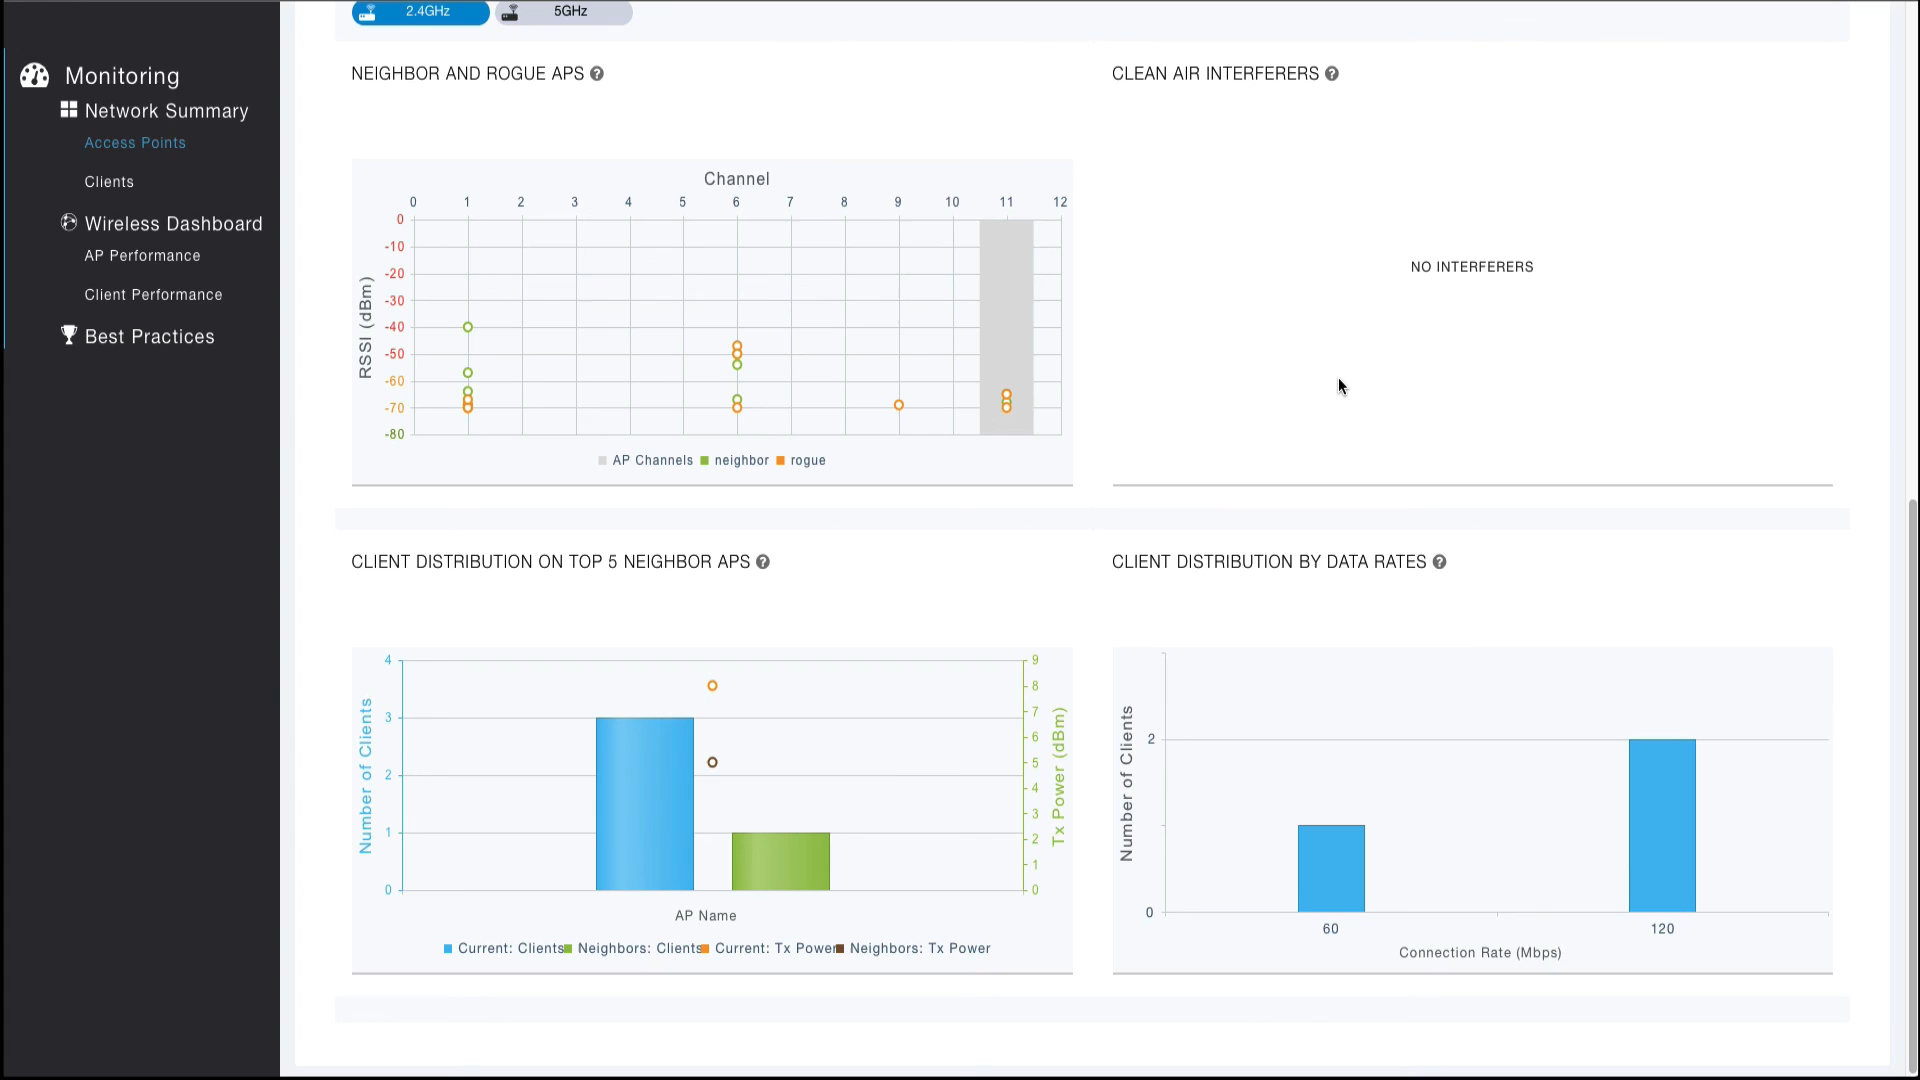 2.4GHz
5GHz
Monitoring
Network Summary
Access Points
Clients
Wireless Dashboard
AP Performance
Client Performance
Best Practices
NEIGHBOR AND ROGUE APS ?
Channel
0 1 2 3 4 5 6 7 8 9 10 11 12
RSSI (dBm)
0
-10
-20
-30
-40
-50
-60
-70
-80
AP Channels neighbor rogue
CLEAN AIR INTERFERERS ?
NO INTERFERERS
CLIENT DISTRIBUTION ON TOP 5 NEIGHBOR APS ?
Number of Clients
4
3
2
1
0
9
8
7
6
5
4
3
2
1
0
Tx Power (dBm)
AP Name
Current: Clients Neighbors: Clients Current: Tx Power Neighbors: Tx Power
CLIENT DISTRIBUTION BY DATA RATES ?
Number of Clients
2
0
60 120
Connection Rate (Mbps)